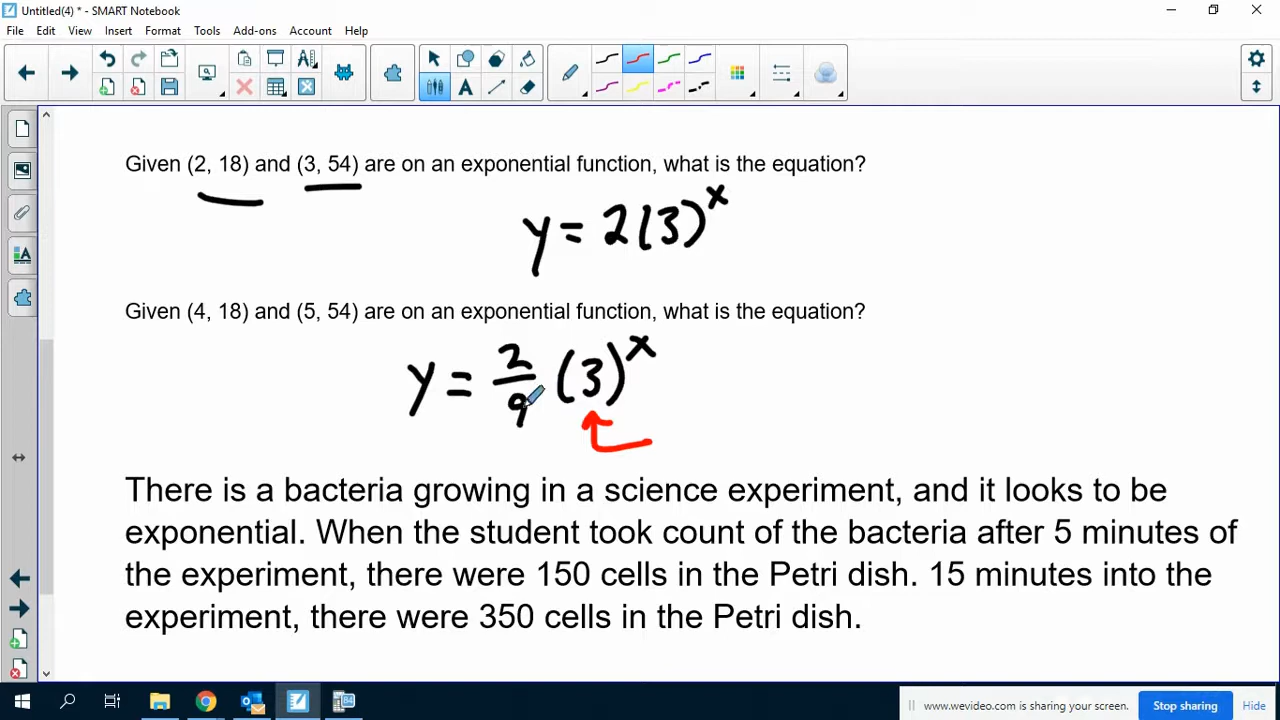 Untitled(4) * - SMART Notebook
File Edit View Insert Format Tools Add-ons Account Help
Given (2, 18) and (3, 54) are on an exponential function, what is the equation?
y = 2(3)^x
Given (4, 18) and (5, 54) are on an exponential function, what is the equation?
y = 2/9 (3)^x
There is a bacteria growing in a science experiment, and it looks to be
exponential. When the student took count of the bacteria after 5 minutes of
the experiment, there were 150 cells in the Petri dish. 15 minutes into the
experiment, there were 350 cells in the Petri dish.
www.wevideo.com is sharing your screen. Stop sharing Hide